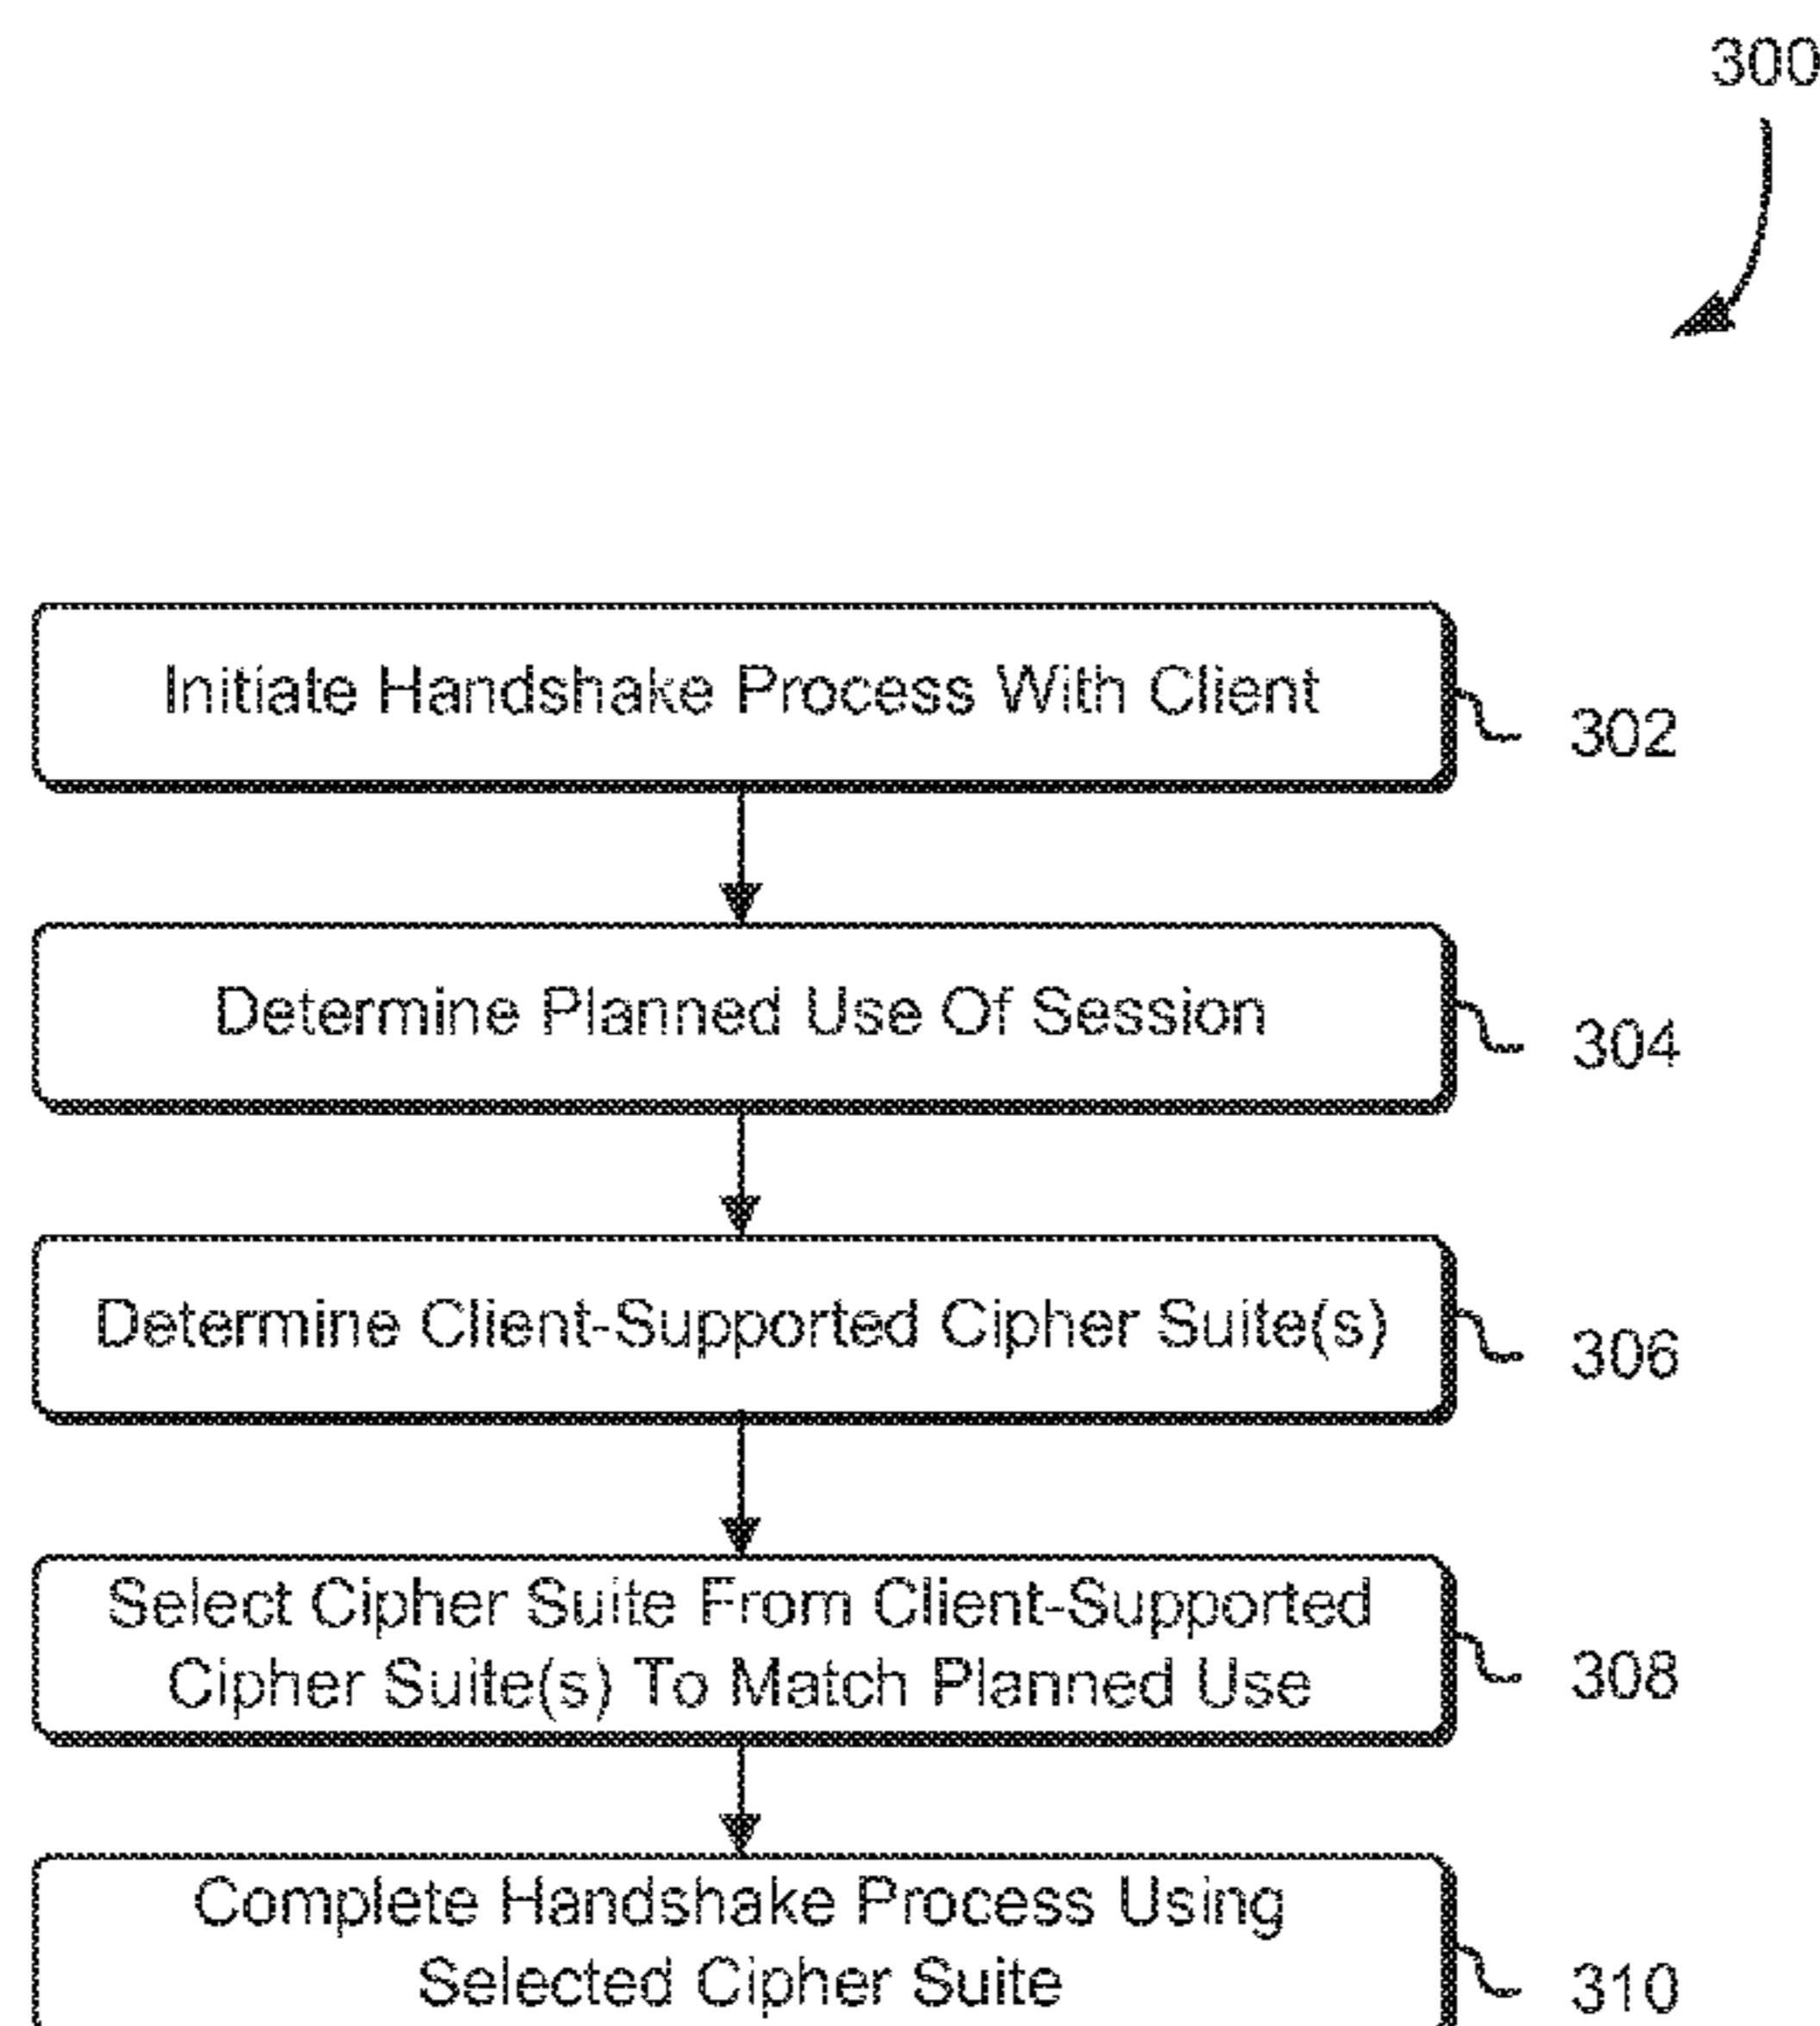 300
Initiate Handshake Process With Client
302
Determine Planned Use Of Session
304
Determine Client-Supported Cipher Suite(s)
306
Select Cipher Suite From Client-Supported
Cipher Suite(s) To Match Planned Use
308
Complete Handshake Process Using
Selected Cipher Suite
310